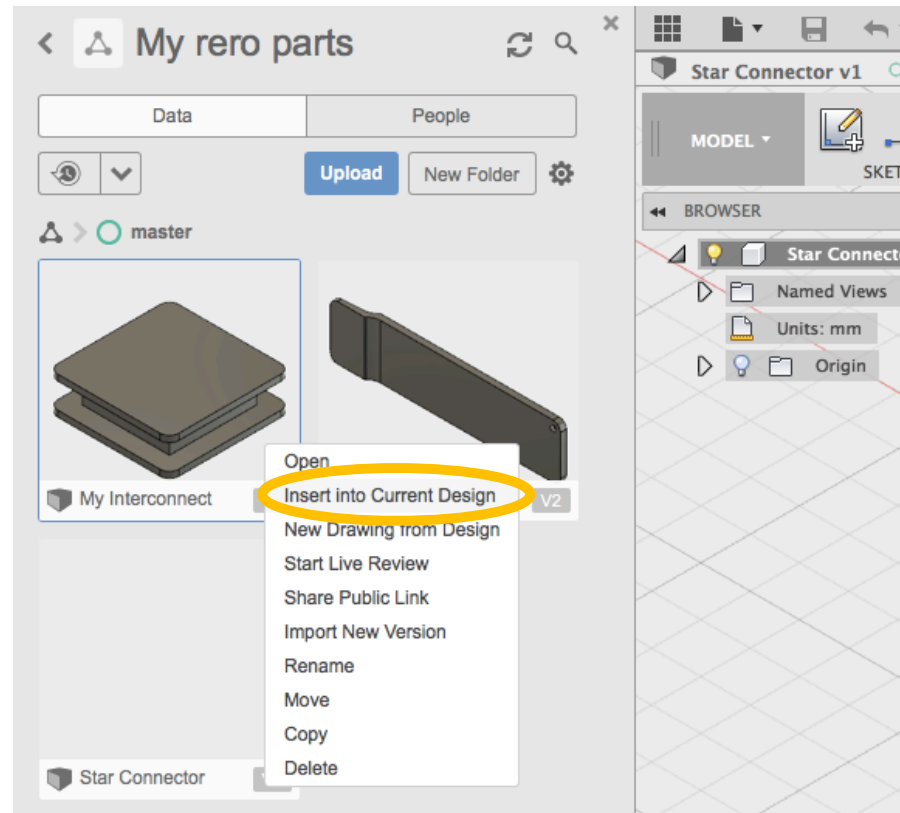 My rero parts
Data
People
Upload
New Folder
master
My Interconnect
V2
Open
Insert into Current Design
New Drawing from Design
Start Live Review
Share Public Link
Import New Version
Rename
Move
Copy
Delete
Star Connector
Star Connector v1
MODEL
BROWSER
Named Views
Units: mm
Origin